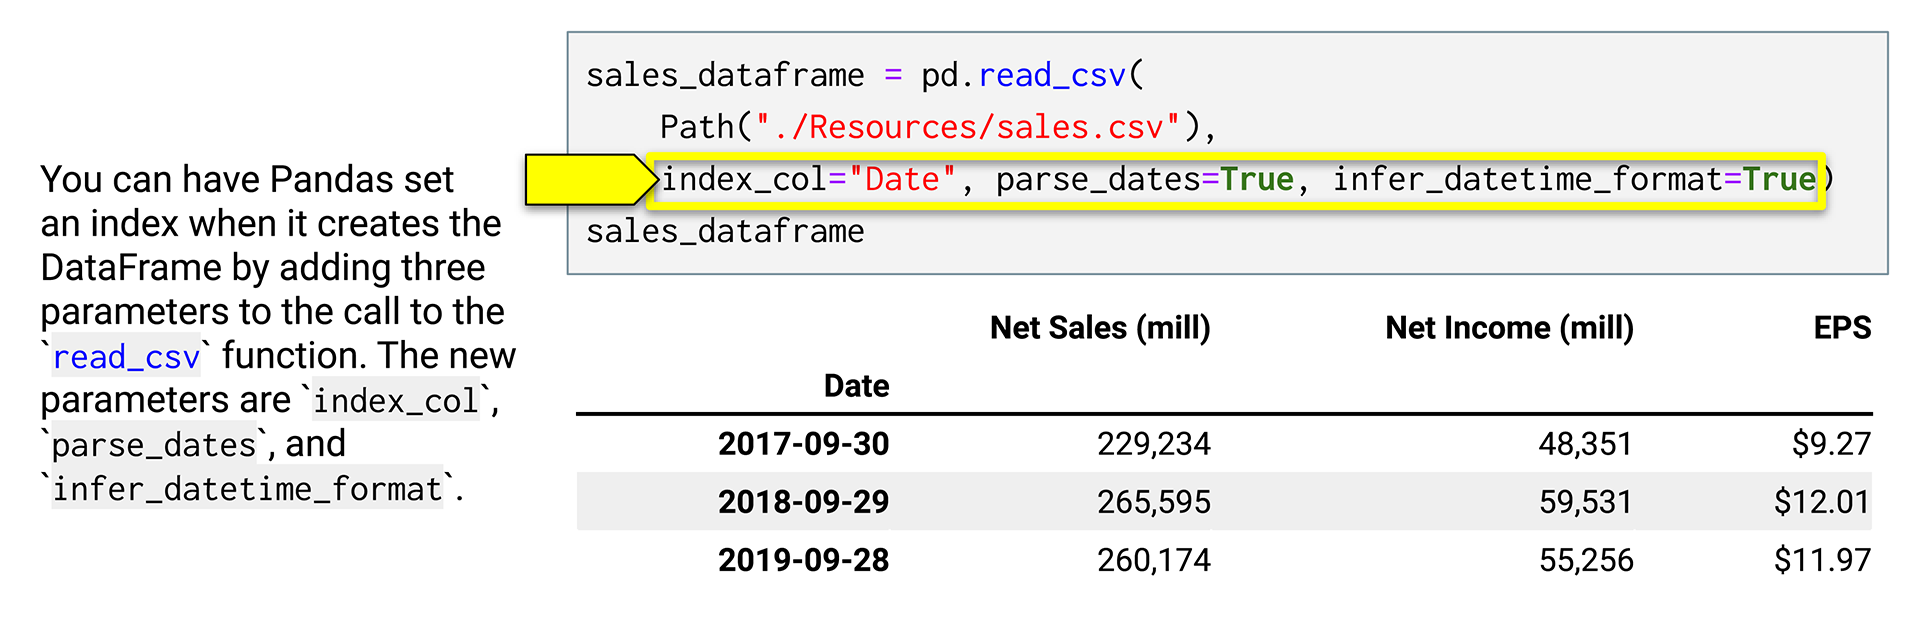 You can have Pandas set
an index when it creates the
DataFrame by adding three
parameters to the call to the
`read_csv` function. The new
parameters are `index_col`,
`parse_dates`, and
`infer_datetime_format`.
sales_dataframe = pd.read_csv(
    Path("./Resources/sales.csv"),
    index_col="Date", parse_dates=True, infer_datetime_format=True)
sales_dataframe
Net Sales (mill) Net Income (mill) EPS
Date
2017-09-30 229,234 48,351 $9.27
2018-09-29 265,595 59,531 $12.01
2019-09-28 260,174 55,256 $11.97